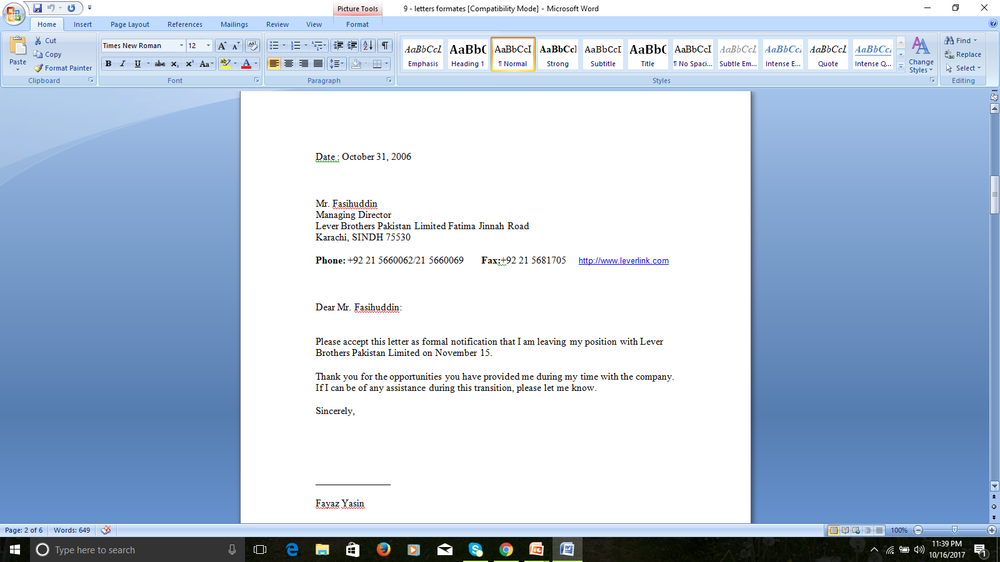 Picture Tools
9 - letters formates [Compatibility Mode] - Microsoft Word
Home Insert Page Layout References Mailings Review View Format
Paste
Cut
Copy
Format Painter
Clipboard
Times New Roman 12
Font
Paragraph
AaBbCcI Emphasis
AaBbC Heading 1
AaBbCcI ¶ Normal
AaBbCcI Strong
AaBbCcI Subtitle
AaBbC Title
AaBbCcI ¶ No Spaci...
AaBbCcI Subtle Em...
AaBbCcI Intense E...
AaBbCcI Quote
AaBbCcI Intense Q...
Change Styles
Styles
Find
Replace
Select
Editing
Date : October 31, 2006
Mr. Fasihuddin
Managing Director
Lever Brothers Pakistan Limited Fatima Jinnah Road
Karachi, SINDH 75530
Phone: +92 21 5660062/21 5660069 Fax:+92 21 5681705 http://www.leverlink.com
Dear Mr. Fasihuddin:
Please accept this letter as formal notification that I am leaving my position with Lever
Brothers Pakistan Limited on November 15.
Thank you for the opportunities you have provided me during my time with the company.
If I can be of any assistance during this transition, please let me know.
Sincerely,
Fayaz Yasin
Page: 2 of 6 Words: 649 100%
Type here to search
11:39 PM
10/16/2017
1